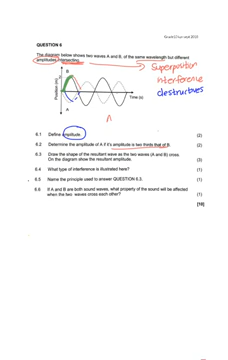 QUESTION 6
The diagram below shows two waves A and B, of the same wavelength but different
amplitudes intersecting.
Superposition
interference
destructive
B
3
2
1
Position (m)
Time (s)
A
A
6.1 Define amplitude. (2)
6.2 Determine the amplitude of A if it's amplitude is two thirds that of B. (2)
6.3 Draw the shape of the resultant wave as the two waves (A and B) cross.
On the diagram show the resultant amplitude. (3)
6.4 What type of interference is illustrated here? (1)
6.5 Name the principle used to answer QUESTION 6.3. (1)
6.6 If A and B are both sound waves, what property of the sound will be affected
when the two waves cross each other? (1)
[10]